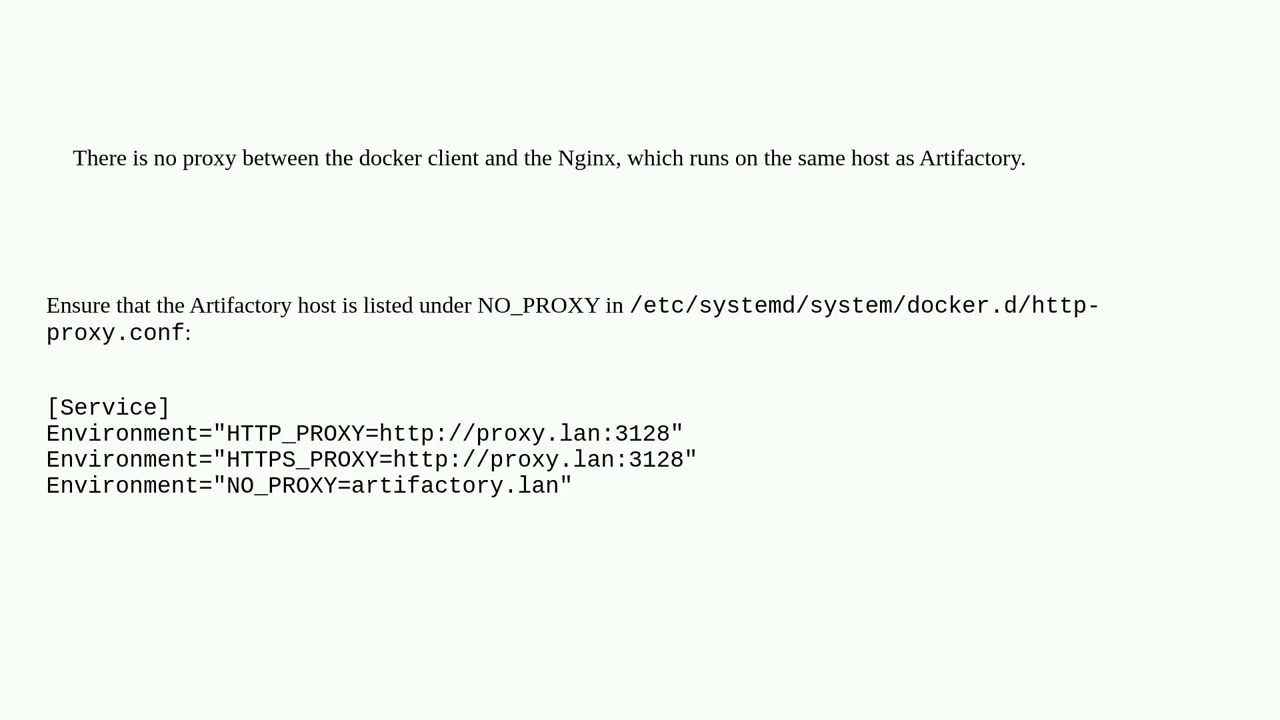 There is no proxy between the docker client and the Nginx, which runs on the same host as Artifactory.
Ensure that the Artifactory host is listed under NO_PROXY in /etc/systemd/system/docker.d/http-
proxy.conf:
[Service]
Environment="HTTP_PROXY=http://proxy.lan:3128"
Environment="HTTPS_PROXY=http://proxy.lan:3128"
Environment="NO_PROXY=artifactory.lan"